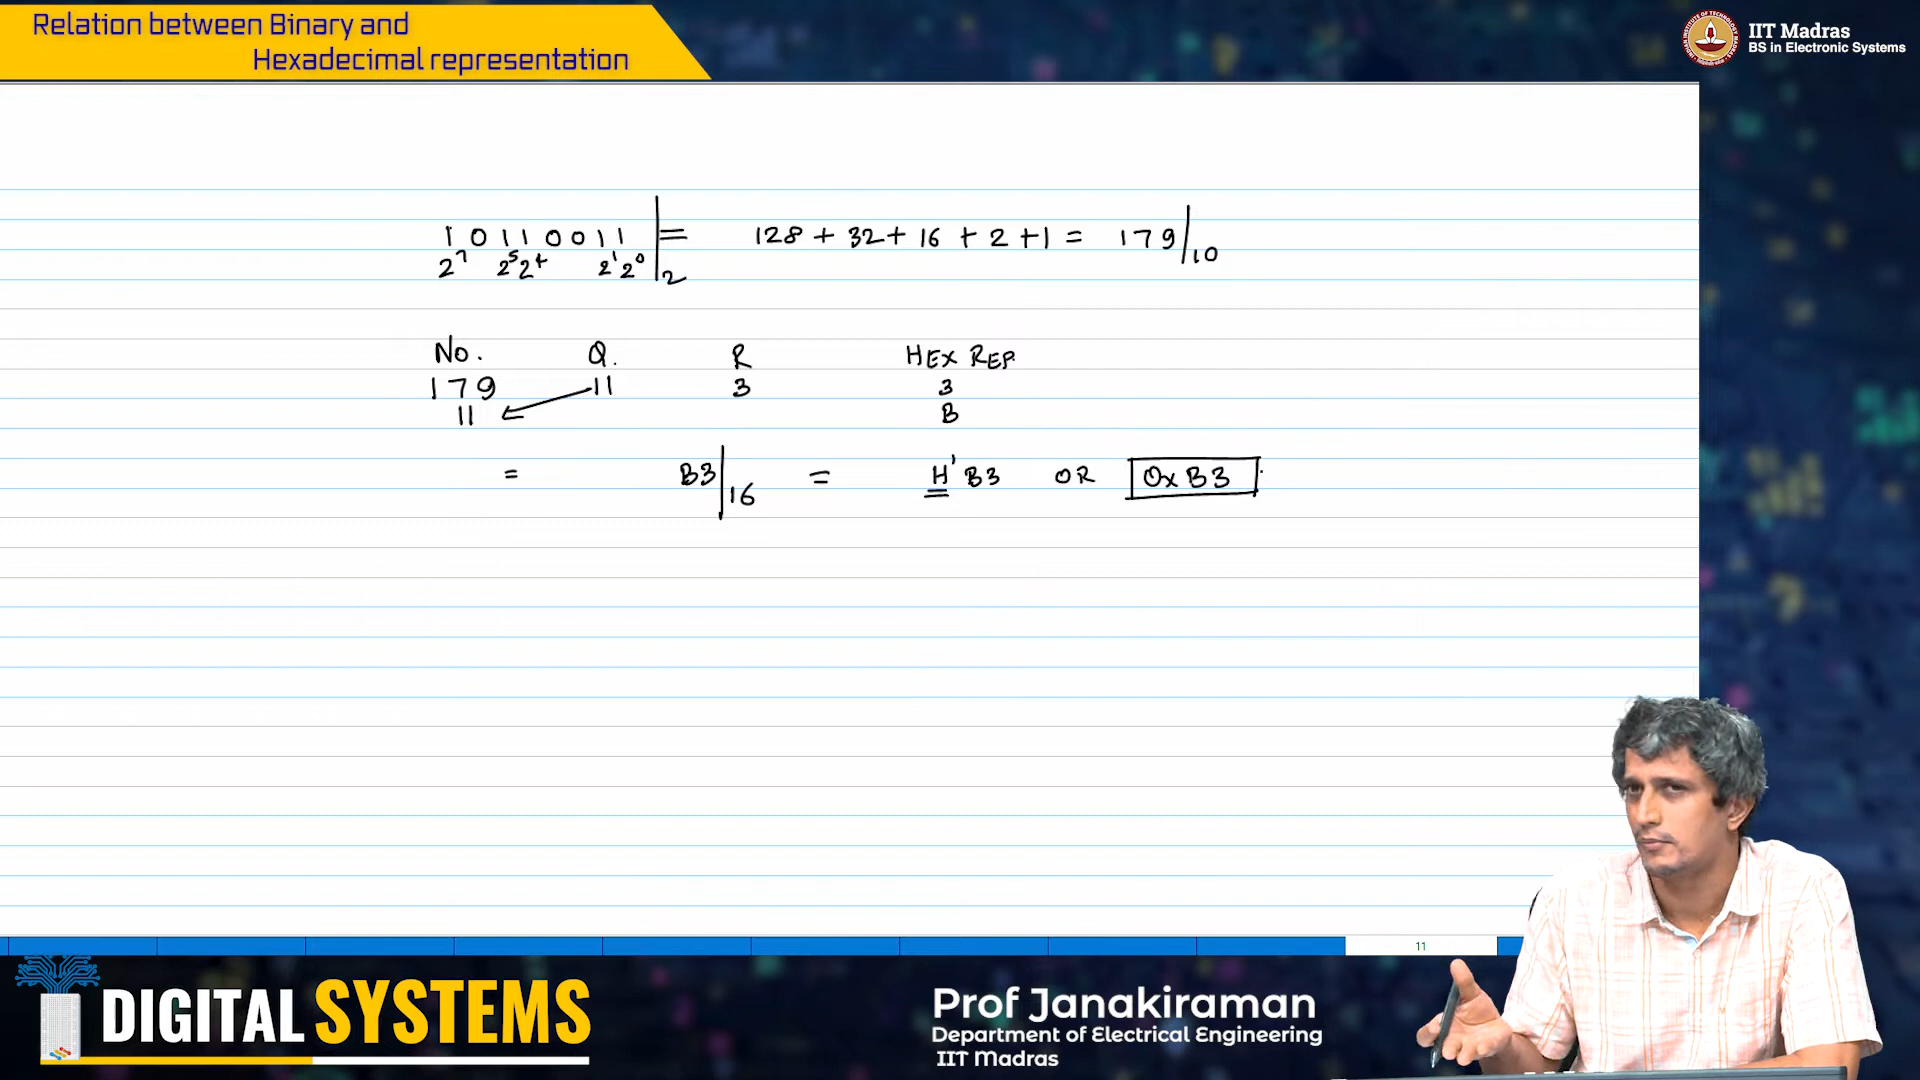 Relation between Binary and
Hexadecimal representation
IIT Madras
BS in Electronic Systems
1 0 1 1 0 0 1 1 |₂ = 128 + 32 + 16 + 2 + 1 = 179 |₁₀
2⁷ 2⁵ 2⁴ 2¹ 2⁰
No. Q. R HEX REP.
179 11 3 3
11 B
= B3 |₁₆ = H' B3 OR 0xB3
11
DIGITAL SYSTEMS
Prof Janakiraman
Department of Electrical Engineering
IIT Madras